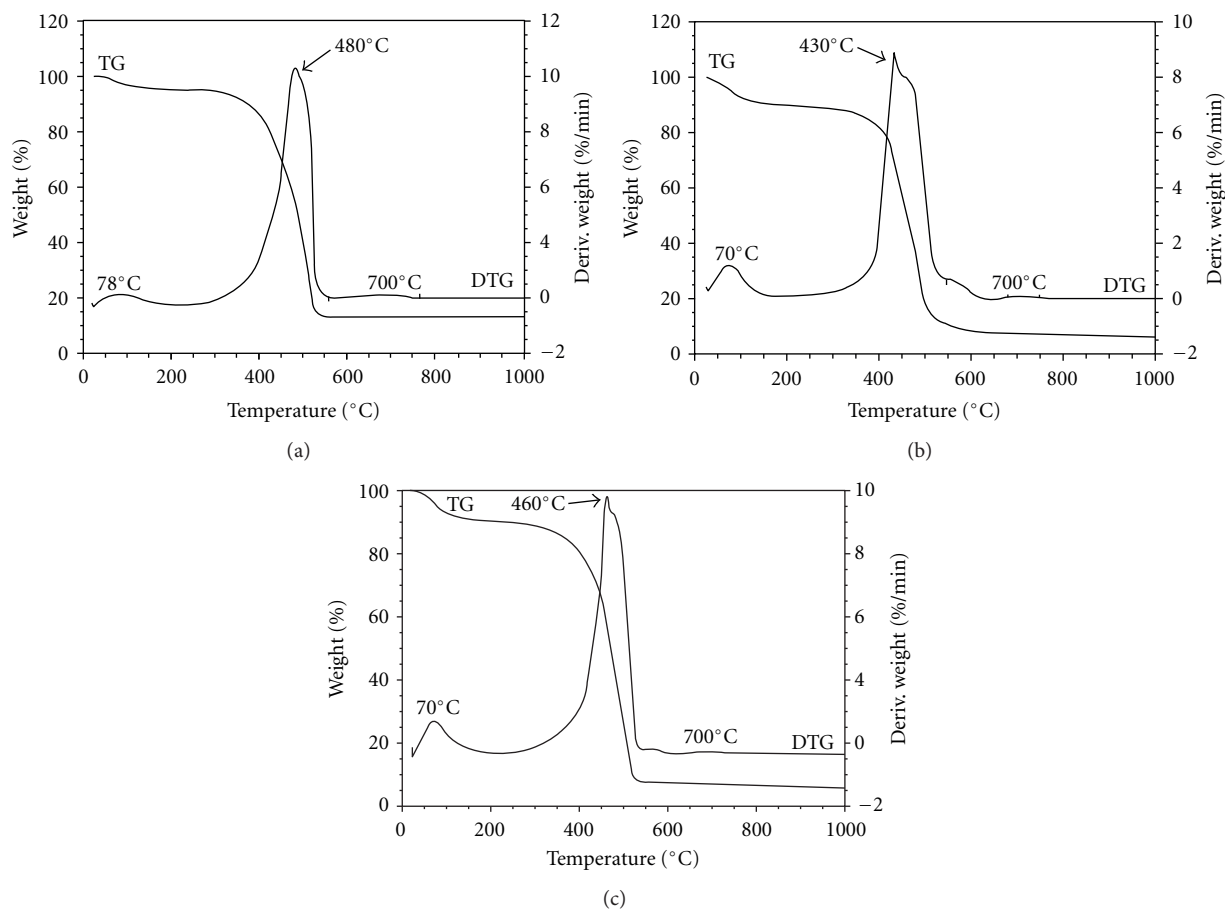 120
100
80
60
40
20
0
Weight (%)
TG
480°C
78°C
700°C
DTG
12
10
8
6
4
2
0
−2
Deriv. weight (%/min)
0 200 400 600 800 1000
Temperature (°C)
(a)
120
100
80
60
40
20
0
Weight (%)
TG
430°C
70°C
700°C
DTG
10
8
6
4
2
0
−2
Deriv. weight (%/min)
0 200 400 600 800 1000
Temperature (°C)
(b)
100
80
60
40
20
0
Weight (%)
TG
460°C
70°C
700°C
DTG
10
8
6
4
2
0
−2
Deriv. weight (%/min)
0 200 400 600 800 1000
Temperature (°C)
(c)